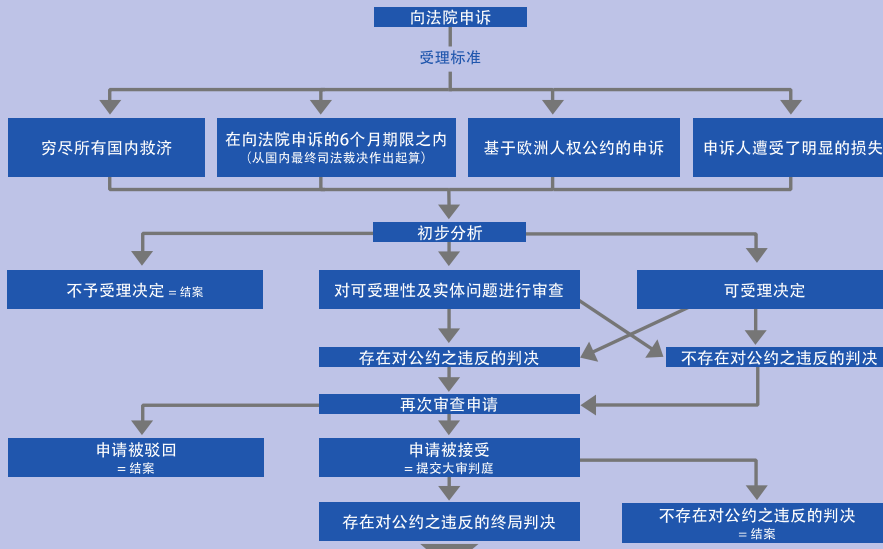 向法院申诉
受理标准
穷尽所有国内救济
在向法院申诉的6个月期限之内
（从国内最终司法裁决作出起算）
基于欧洲人权公约的申诉
申诉人遭受了明显的损失
初步分析
不予受理决定 = 结案
对可受理性及实体问题进行审查
可受理决定
存在对公约之违反的判决
不存在对公约之违反的判决
再次审查申请
申请被驳回
= 结案
申请被接受
= 提交大审判庭
存在对公约之违反的终局判决
不存在对公约之违反的判决
= 结案